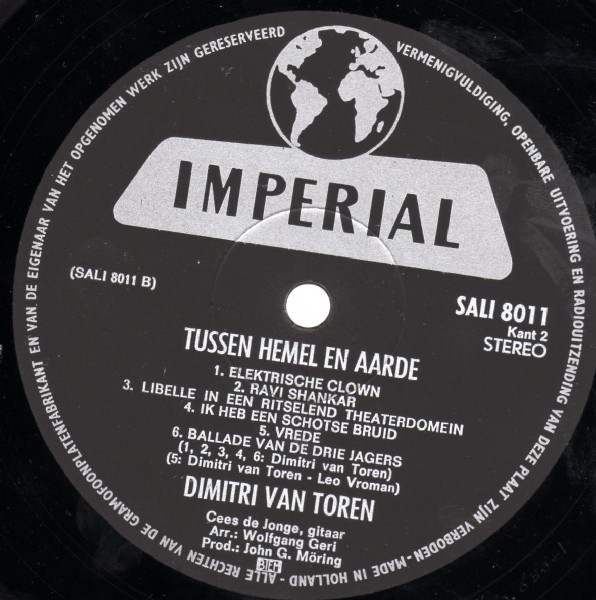 ALLE RECHTEN VAN DE GRAMOFOONPLATENFABRIKANT EN VAN DE EIGENAAR VAN HET OPGENOMEN WERK ZIJN GERESERVEERD
VERMENIGVULDIGING, OPENBARE UITVOERING EN RADIOUITZENDING VAN DEZE PLAAT ZIJN VERBODEN - MADE IN HOLLAND -
IMPERIAL
(SALI 8011 B)
SALI 8011
Kant 2
STEREO
TUSSEN HEMEL EN AARDE
1. ELEKTRISCHE CLOWN
2. RAVI SHANKAR
3. LIBELLE IN EEN RITSELEND THEATERDOMEIN
4. IK HEB EEN SCHOTSE BRUID
5. VREDE
6. BALLADE VAN DE DRIE JAGERS
(1, 2, 3, 4, 6: Dimitri van Toren)
(5: Dimitri van Toren - Leo Vroman)
DIMITRI VAN TOREN
Cees de Jonge, gitaar
Arr.: Wolfgang Geri
Prod.: John G. Möring
BIEM